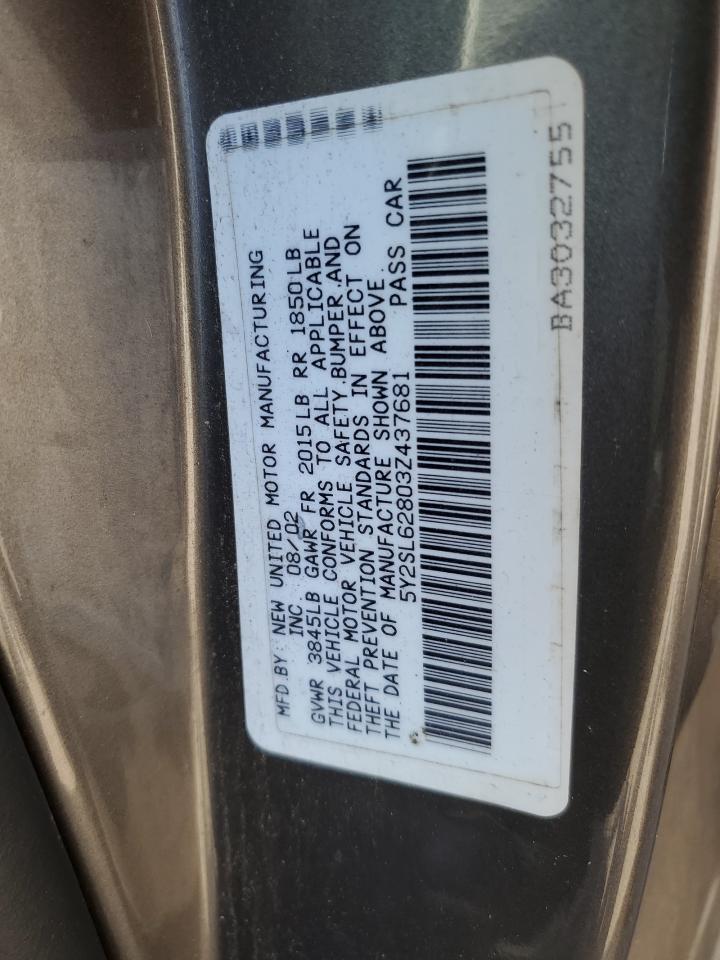 MFD.BY: NEW UNITED MOTOR MANUFACTURING
INC. 08/02
GVWR 3845LB GAWR FR 2015LB RR 1850LB
THIS VEHICLE CONFORMS TO ALL APPLICABLE
FEDERAL MOTOR VEHICLE SAFETY,BUMPER,AND
THEFT PREVENTION STANDARDS IN EFFECT ON
THE DATE OF MANUFACTURE SHOWN ABOVE.
5Y2SL62803Z437681 PASS CAR
BA3032755